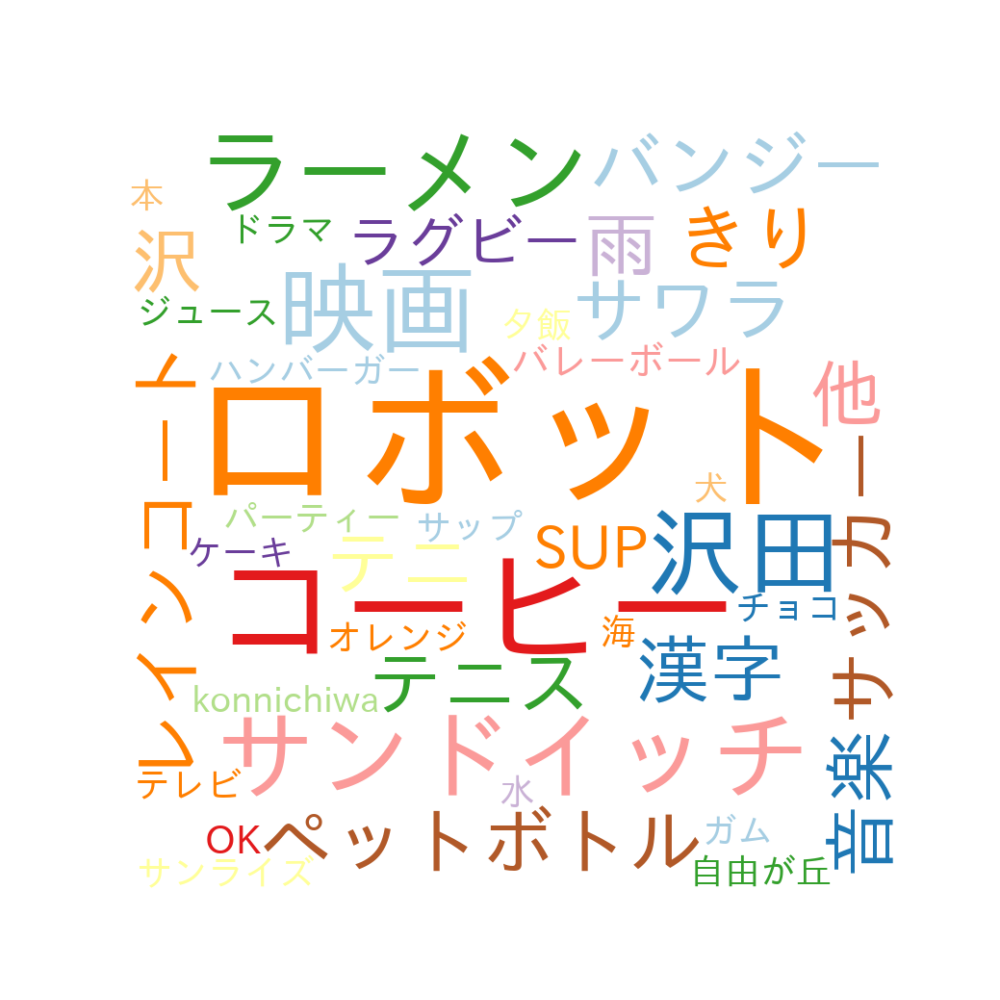 ラーメン
バンジー
本
ドラマ
ラグビー
雨
きり
沢
ジュース
映画
サワラ
夕飯
ハンバーガー
バレーボール
他
レインコート
ロボット
犬
サッカー
パーティー
サップ
ケーキ
テニ
SUP
沢田
コーヒー
チョコ
オレンジ
海
漢字
テニス
konnichiwa
サンドイッチ
音楽
テレビ
水
OK
ペットボトル
ガム
サンライズ
自由が丘